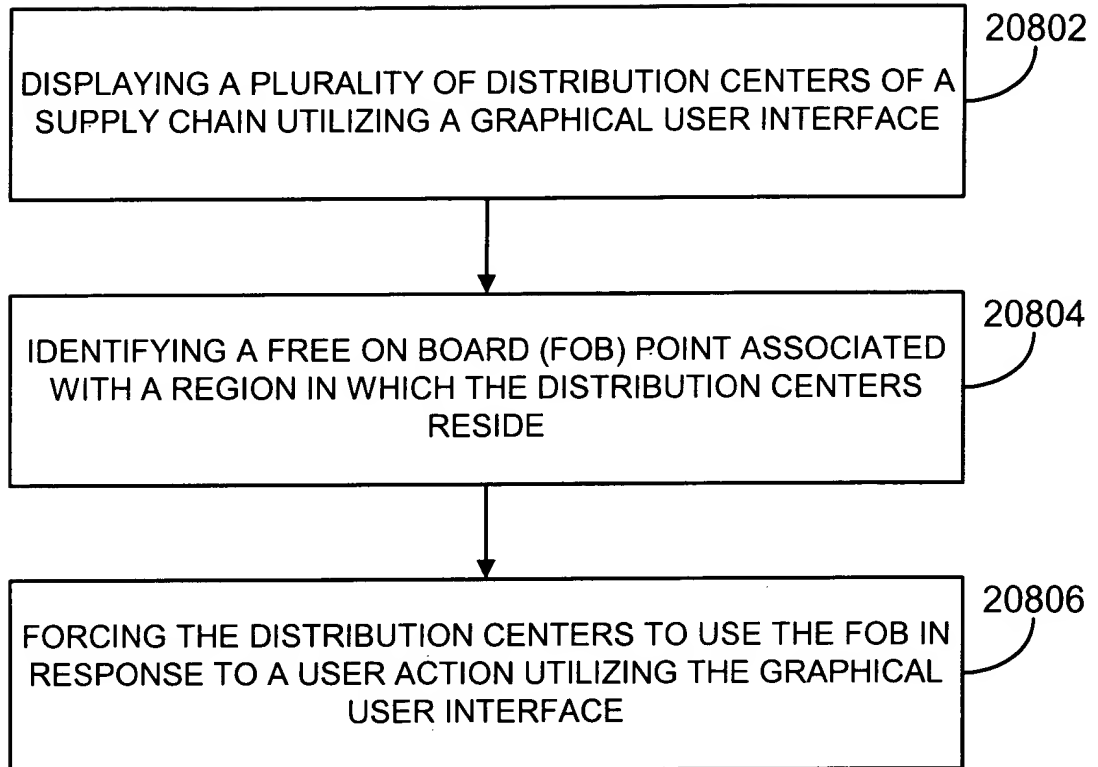 20802
DISPLAYING A PLURALITY OF DISTRIBUTION CENTERS OF A
SUPPLY CHAIN UTILIZING A GRAPHICAL USER INTERFACE
20804
IDENTIFYING A FREE ON BOARD (FOB) POINT ASSOCIATED
WITH A REGION IN WHICH THE DISTRIBUTION CENTERS
RESIDE
20806
FORCING THE DISTRIBUTION CENTERS TO USE THE FOB IN
RESPONSE TO A USER ACTION UTILIZING THE GRAPHICAL
USER INTERFACE